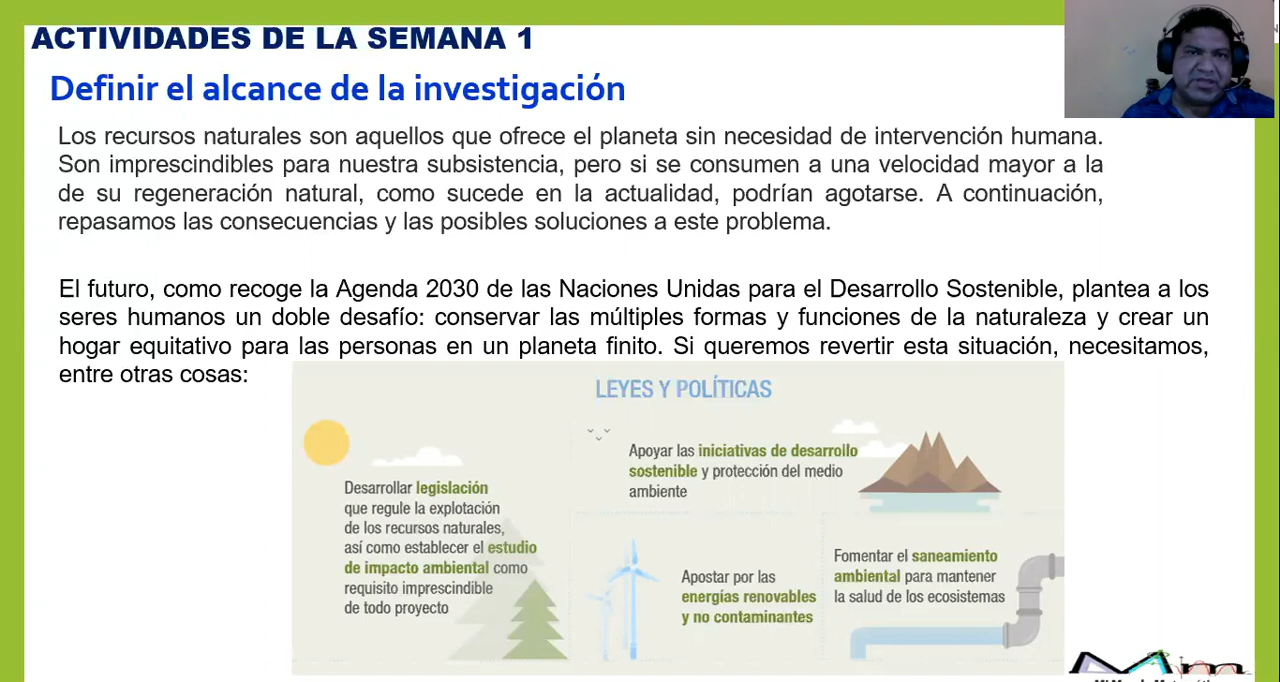 ACTIVIDADES DE LA SEMANA 1
Definir el alcance de la investigación
Los recursos naturales son aquellos que ofrece el planeta sin necesidad de intervención humana.
Son imprescindibles para nuestra subsistencia, pero si se consumen a una velocidad mayor a la
de su regeneración natural, como sucede en la actualidad, podrían agotarse. A continuación,
repasamos las consecuencias y las posibles soluciones a este problema.
El futuro, como recoge la Agenda 2030 de las Naciones Unidas para el Desarrollo Sostenible, plantea a los
seres humanos un doble desafío: conservar las múltiples formas y funciones de la naturaleza y crear un
hogar equitativo para las personas en un planeta finito. Si queremos revertir esta situación, necesitamos,
entre otras cosas:
LEYES Y POLÍTICAS
Desarrollar legislación
que regule la explotación
de los recursos naturales,
así como establecer el estudio
de impacto ambiental como
requisito imprescindible
de todo proyecto
Apoyar las iniciativas de desarrollo
sostenible y protección del medio
ambiente
Apostar por las
energías renovables
y no contaminantes
Fomentar el saneamiento
ambiental para mantener
la salud de los ecosistemas